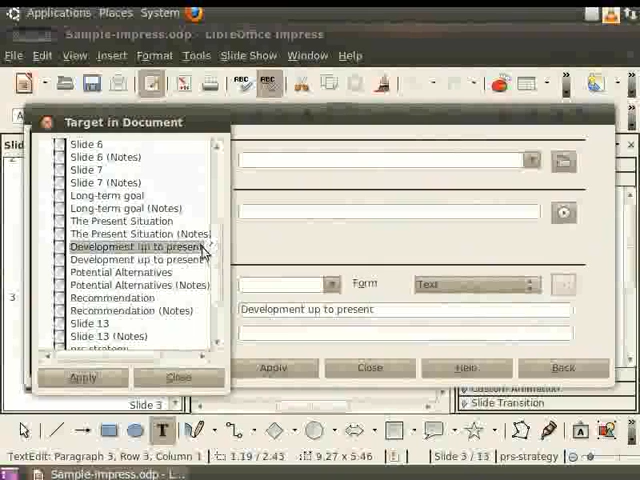 Applications Places System
Sample-Impress.odp - LibreOffice Impress
File Edit View Insert Format Tools Slide Show Window Help
ABC ABC
Target in Document
Slide 6
Slide 6 (Notes)
Slide 7
Slide 7 (Notes)
Long-term goal
Long-term goal (Notes)
The Present Situation
The Present Situation (Notes)
Development up to present
Development up to present
Potential Alternatives
Potential Alternatives (Notes)
Recommendation
Recommendation (Notes)
Slide 13
Slide 13 (Notes)
prs-strategy
Apply Close
3
Form Text
Development up to present
Apply Close Help Back
Custom Animation
Slide Transition
Slide 3
T
TextEdit: Paragraph 3, Row 3, Column 1 1.19 / 2.43 9.27 x 5.46 Slide 3 / 13 prs-strategy
Sample-Impress.odp - L...